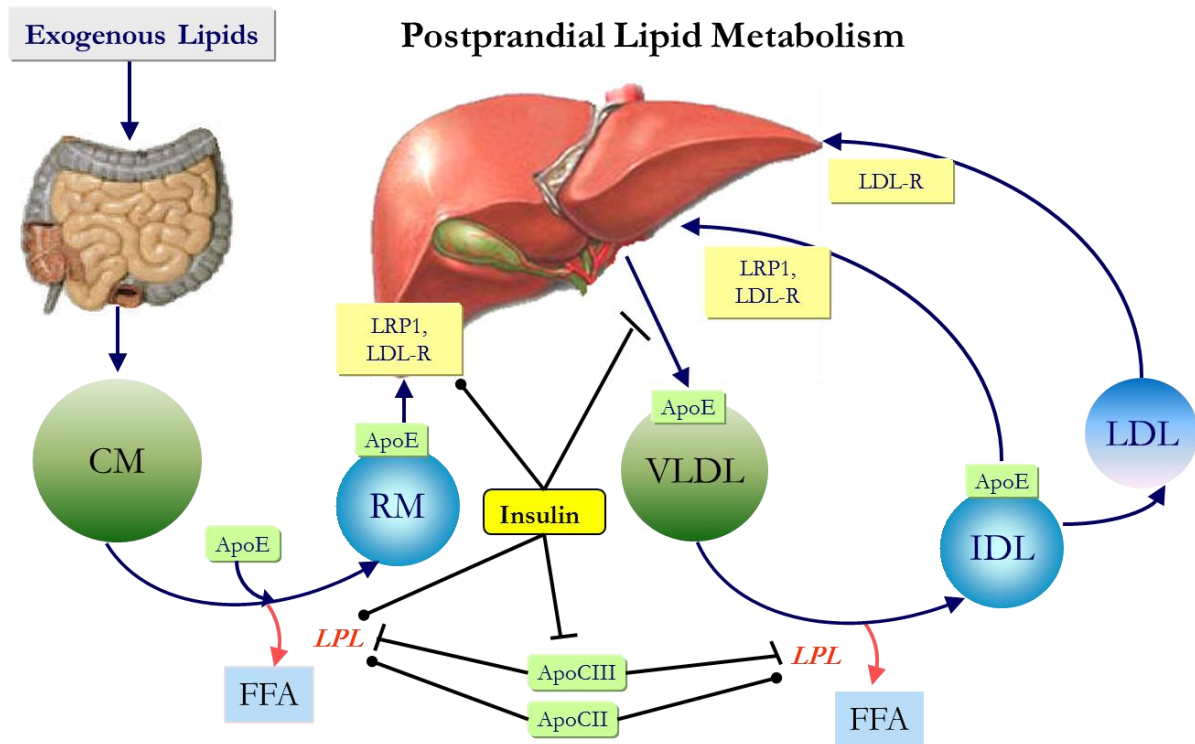 Exogenous Lipids
Postprandial Lipid Metabolism
LDL-R
LRP1,
LDL-R
LRP1,
LDL-R
ApoE
ApoE
CM
RM
VLDL
LDL
ApoE
Insulin
ApoE
IDL
LPL
LPL
ApoCIII
ApoCII
FFA
FFA